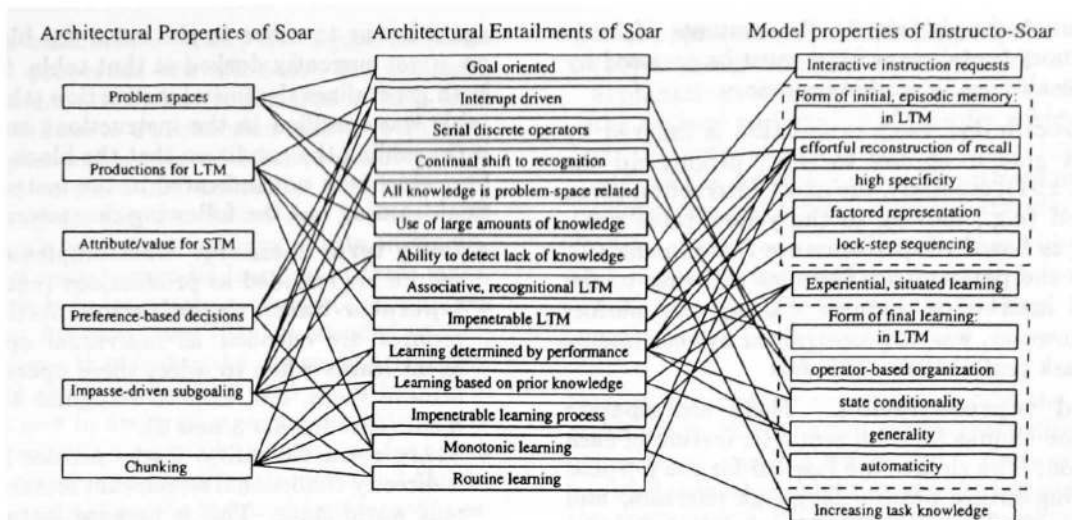 Architectural Properties of Soar
Problem spaces
Productions for LTM
Attribute/value for STM
Preference-based decisions
Impasse-driven subgoaling
Chunking
Architectural Entailments of Soar
Goal oriented
Interrupt driven
Serial discrete operators
Continual shift to recognition
All knowledge is problem-space related
Use of large amounts of knowledge
Ability to detect lack of knowledge
Associative, recognitional LTM
Impenetrable LTM
Learning determined by performance
Learning based on prior knowledge
Impenetrable learning process
Monotonic learning
Routine learning
Model properties of Instructo-Soar
Interactive instruction requests
Form of initial, episodic memory:
in LTM
effortful reconstruction of recall
high specificity
factored representation
lock-step sequencing
Experiential, situated learning
Form of final learning:
in LTM
operator-based organization
state conditionality
generality
automaticity
Increasing task knowledge